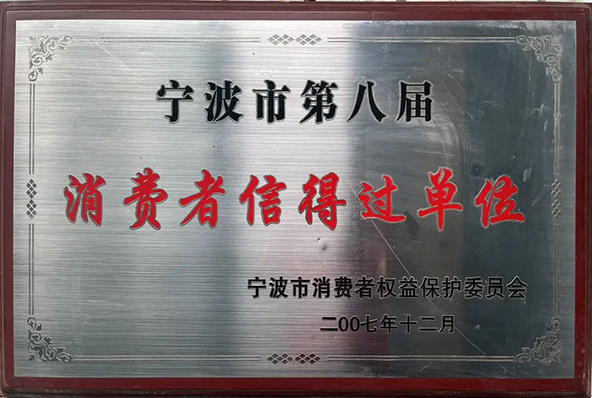 宁波市第八届
消费者信得过单位
宁波市消费者权益保护委员会
二00七年十二月